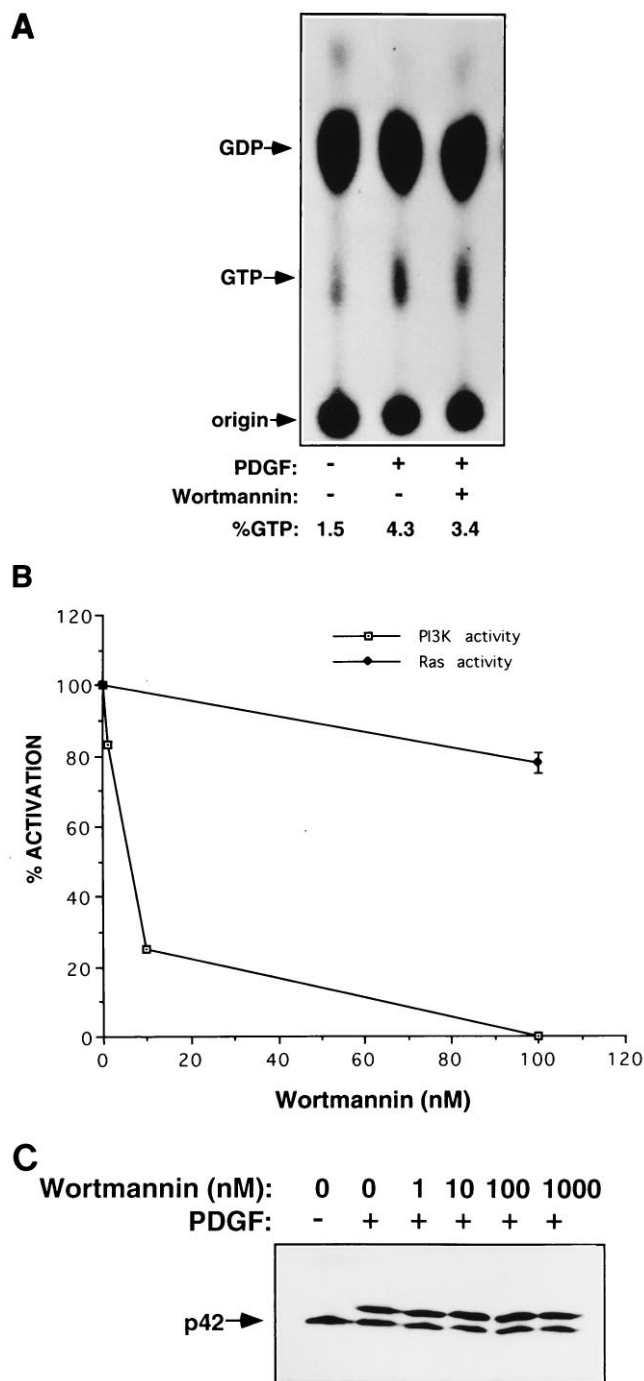 A
GDP
GTP
origin
PDGF: - + +
Wortmannin: - - +
%GTP: 1.5 4.3 3.4
B
120
100
80
60
40
20
0
% ACTIVATION
PI3K activity
Ras activity
0 20 40 60 80 100 120
Wortmannin (nM)
C
Wortmannin (nM): 0 0 1 10 100 1000
PDGF: - + + + + +
p42